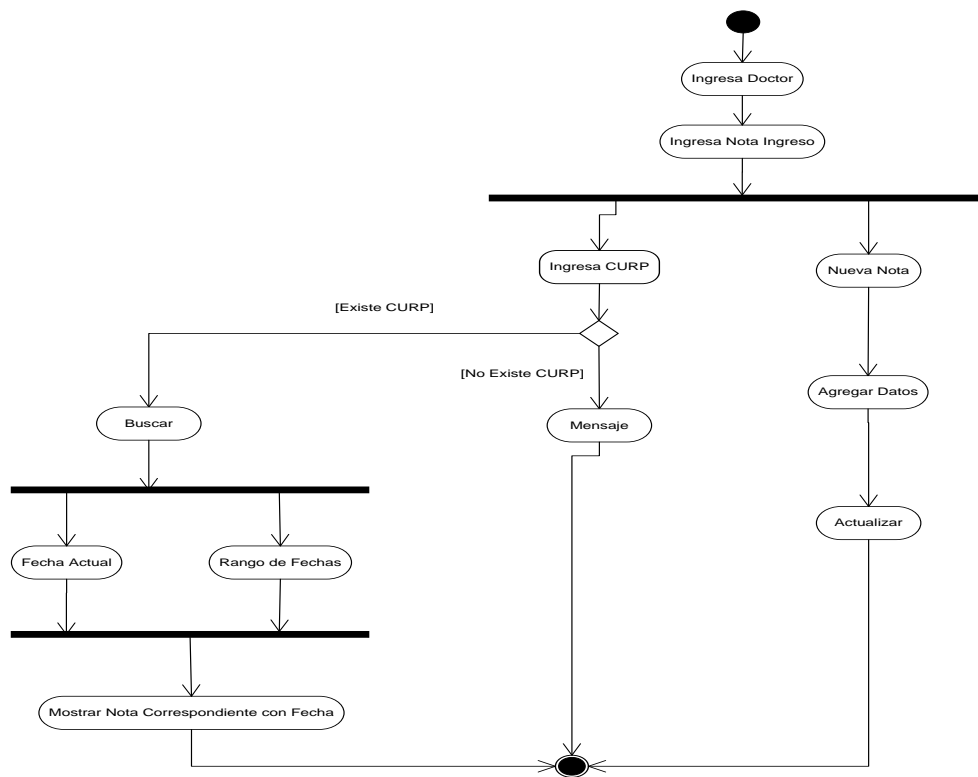 Ingresa Doctor
Ingresa Nota Ingreso
Ingresa CURP
Nueva Nota
[Existe CURP]
[No Existe CURP]
Agregar Datos
Buscar
Mensaje
Actualizar
Fecha Actual
Rango de Fechas
Mostrar Nota Correspondiente con Fecha